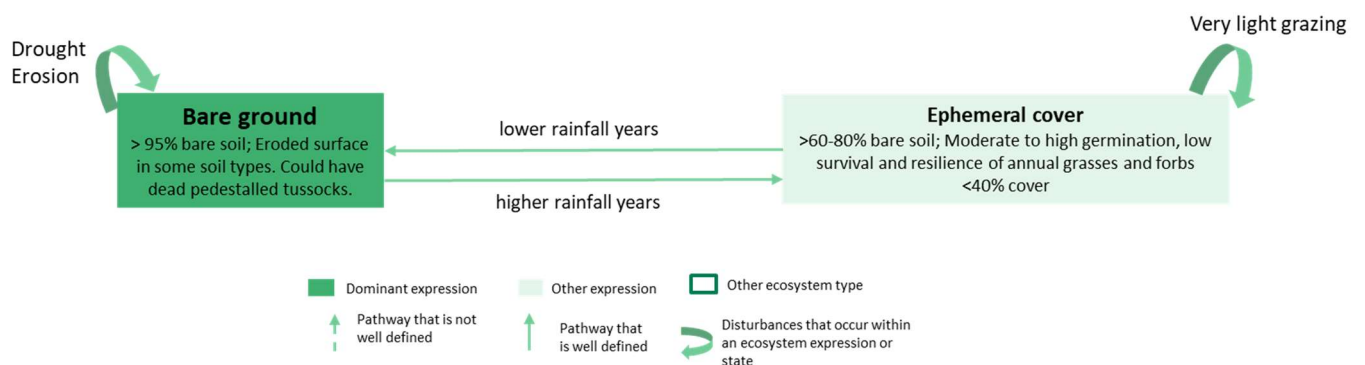 Very light grazing
Drought
Erosion
Bare ground
> 95% bare soil; Eroded surface
in some soil types. Could have
dead pedestalled tussocks.
lower rainfall years
higher rainfall years
Ephemeral cover
>60-80% bare soil; Moderate to high germination, low
survival and resilience of annual grasses and forbs
<40% cover
Dominant expression
Other expression
Other ecosystem type
Pathway that is not
well defined
Pathway that
is well defined
Disturbances that occur within
an ecosystem expression or
state